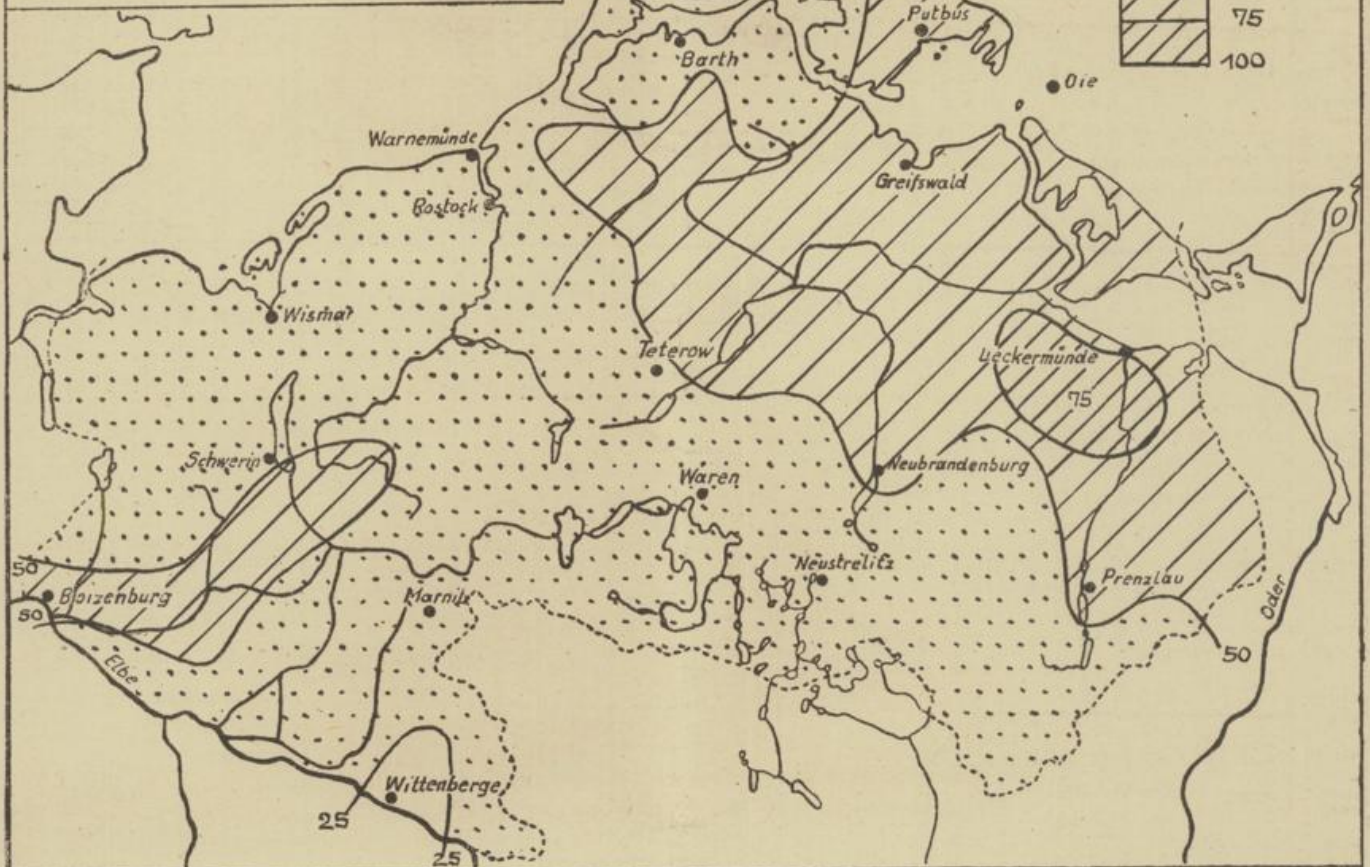 Putbus
75
Barth
100
Oie
Warnemünde
Greifswald
Rostock
Wismar
Teterow
Ueckermünde
75
Schwerin
Neubrandenburg
Waren
50
Neustrelitz
Prenzlau
Boizenburg
Marnitz
Oder
50
50
Elbe
Wittenberge
25
25